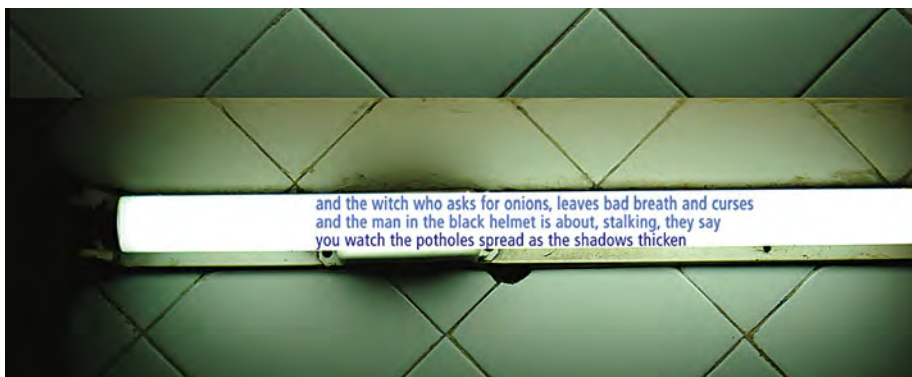 and the witch who asks for onions, leaves bad breath and curses
and the man in the black helmet is about, stalking, they say
you watch the potholes spread as the shadows thicken